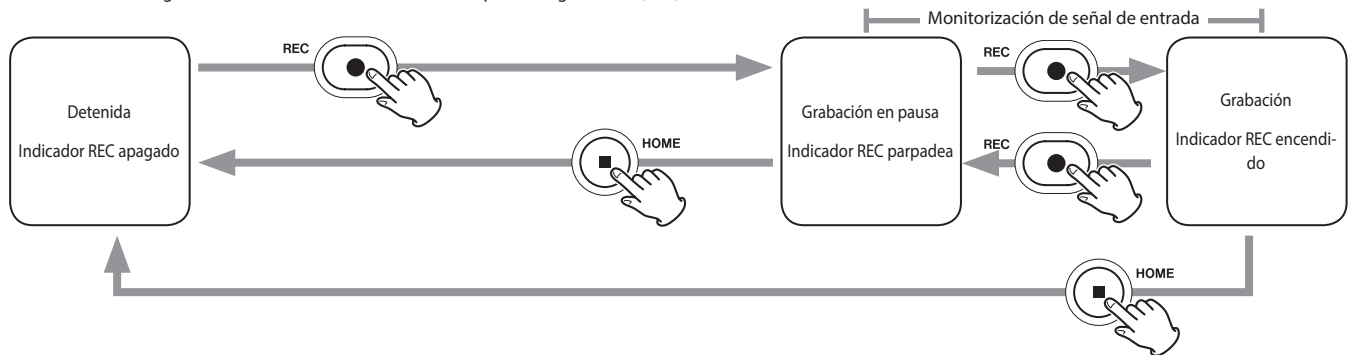 Monitorización de señal de entrada
REC
REC
Detenida
Indicador REC apagado
Grabación en pausa
Indicador REC parpadea
Grabación
Indicador REC encendi-
do
HOME
REC
HOME